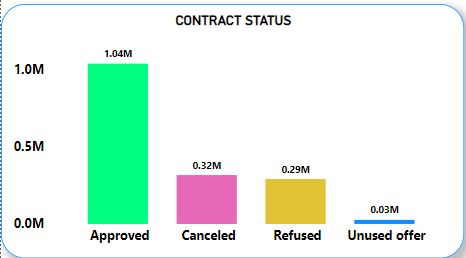 CONTRACT STATUS
1.04M
1.0M
0.5M
0.32M
0.29M
0.03M
0.0M
Approved Canceled Refused Unused offer